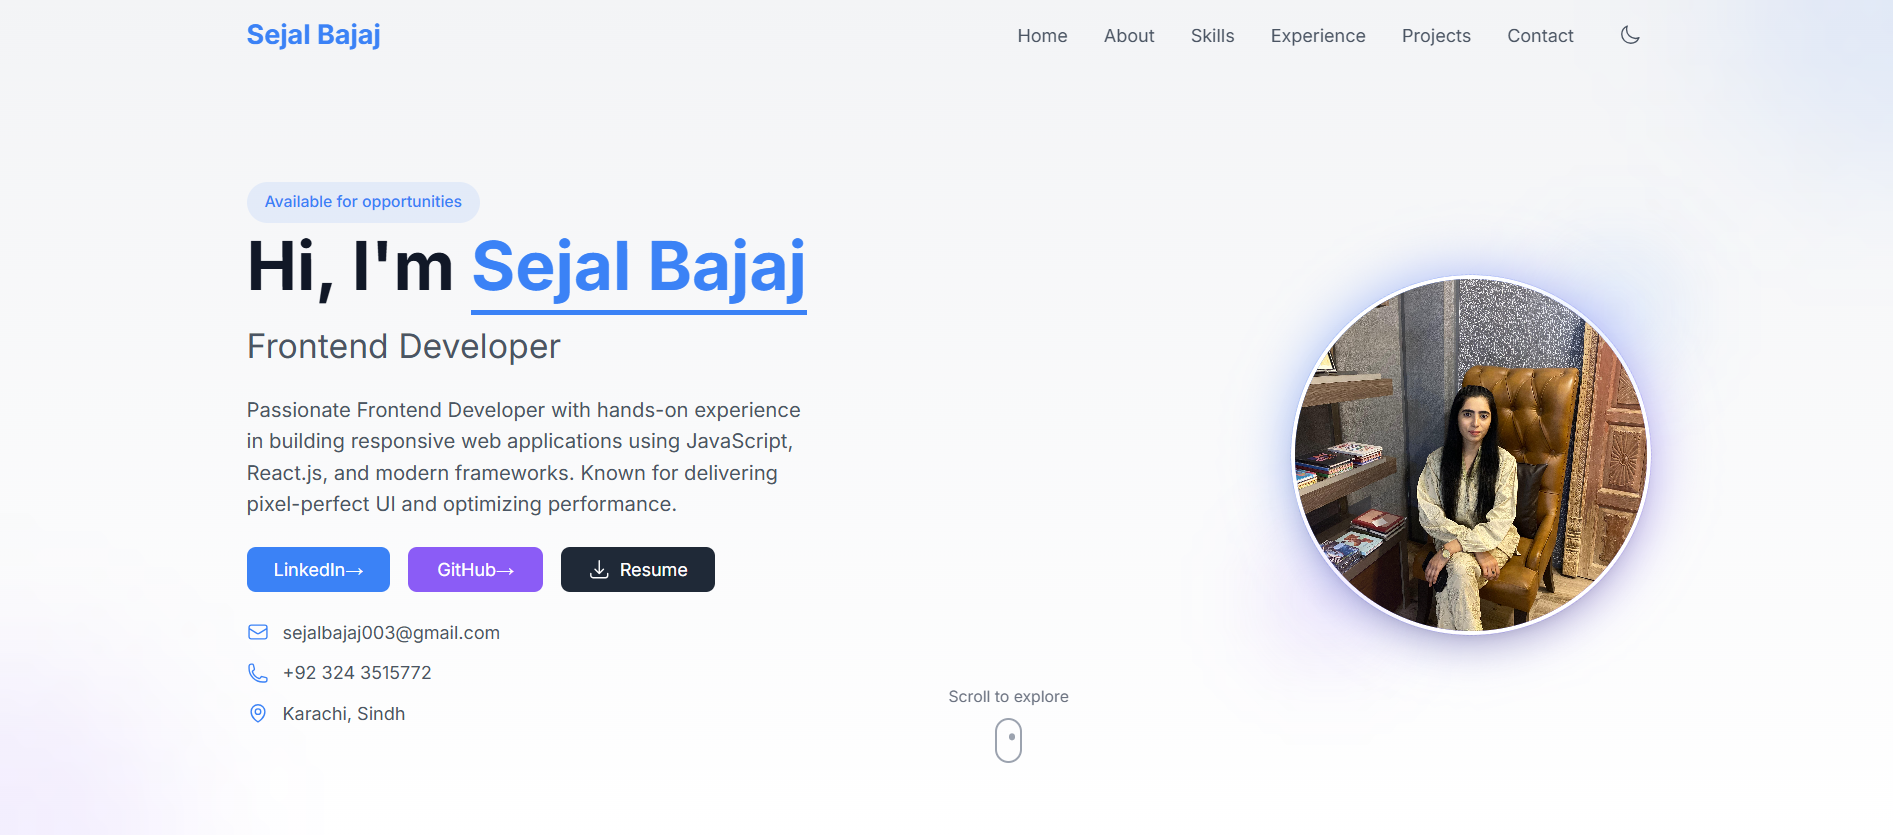 Sejal Bajaj
Home
About
Skills
Experience
Projects
Contact
Available for opportunities
Hi, I'm Sejal Bajaj
Frontend Developer
Passionate Frontend Developer with hands-on experience
in building responsive web applications using JavaScript,
React.js, and modern frameworks. Known for delivering
pixel-perfect UI and optimizing performance.
LinkedIn→
GitHub→
Resume
sejalbajaj003@gmail.com
+92 324 3515772
Karachi, Sindh
Scroll to explore